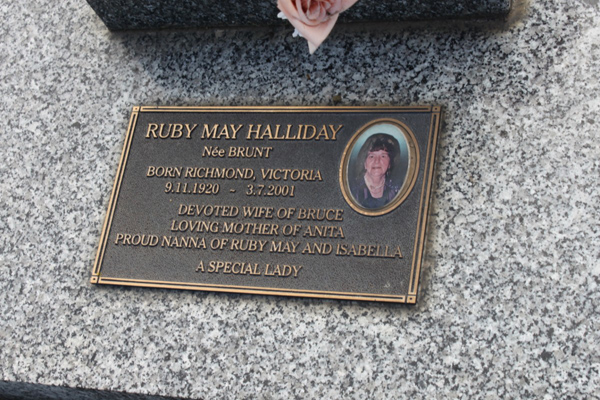 RUBY MAY HALLIDAY
Née BRUNT
BORN RICHMOND, VICTORIA
9.11.1920 ~ 3.7.2001
DEVOTED WIFE OF BRUCE
LOVING MOTHER OF ANITA
PROUD NANNA OF RUBY MAY AND ISABELLA
A SPECIAL LADY